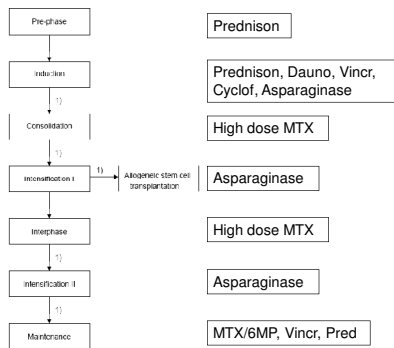 Pre-phase
Prednison
Induction
Prednison, Dauno, Vincr,
Cyclof, Asparaginase
1)
Consolidation
High dose MTX
1)
Intensification I
1)
Allogeneic stem cell
transplantation
Asparaginase
Interphase
High dose MTX
1)
Intensification II
Asparaginase
1)
Maintenance
MTX/6MP, Vincr, Pred